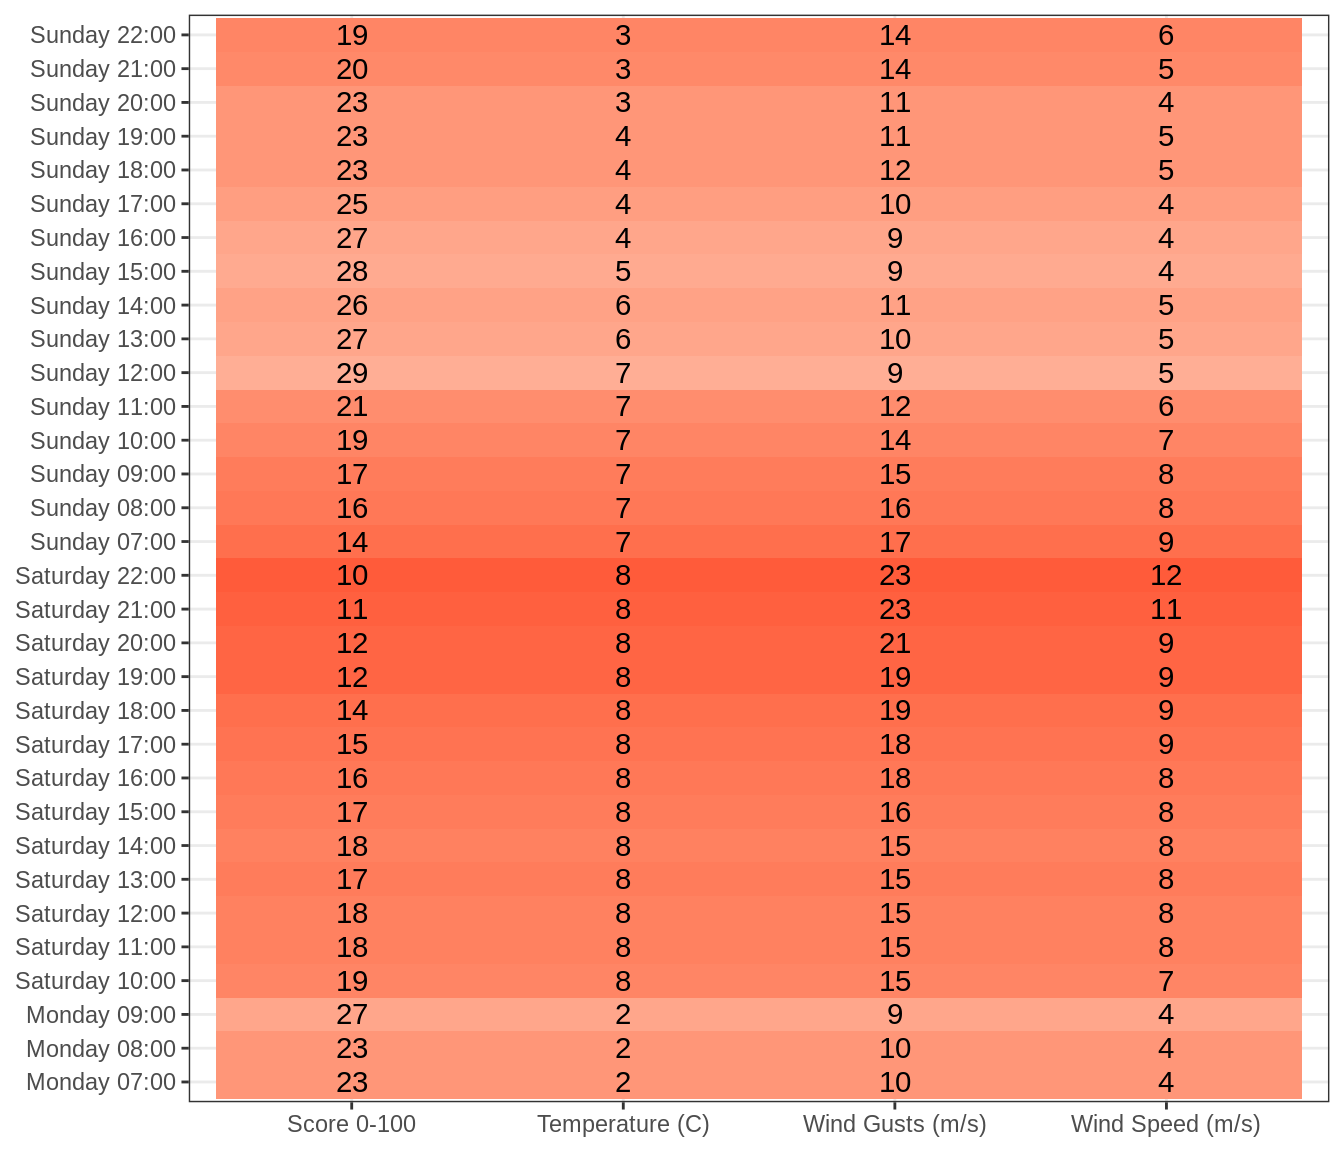 Sunday 22:00 19 3 14 6
Sunday 21:00 20 3 14 5
Sunday 20:00 23 3 11 4
Sunday 19:00 23 4 11 5
Sunday 18:00 23 4 12 5
Sunday 17:00 25 4 10 4
Sunday 16:00 27 4 9 4
Sunday 15:00 28 5 9 4
Sunday 14:00 26 6 11 5
Sunday 13:00 27 6 10 5
Sunday 12:00 29 7 9 5
Sunday 11:00 21 7 12 6
Sunday 10:00 19 7 14 7
Sunday 09:00 17 7 15 8
Sunday 08:00 16 7 16 8
Sunday 07:00 14 7 17 9
Saturday 22:00 10 8 23 12
Saturday 21:00 11 8 23 11
Saturday 20:00 12 8 21 9
Saturday 19:00 12 8 19 9
Saturday 18:00 14 8 19 9
Saturday 17:00 15 8 18 9
Saturday 16:00 16 8 18 8
Saturday 15:00 17 8 16 8
Saturday 14:00 18 8 15 8
Saturday 13:00 17 8 15 8
Saturday 12:00 18 8 15 8
Saturday 11:00 18 8 15 8
Saturday 10:00 19 8 15 7
Monday 09:00 27 2 9 4
Monday 08:00 23 2 10 4
Monday 07:00 23 2 10 4
Score 0-100 Temperature (C) Wind Gusts (m/s) Wind Speed (m/s)